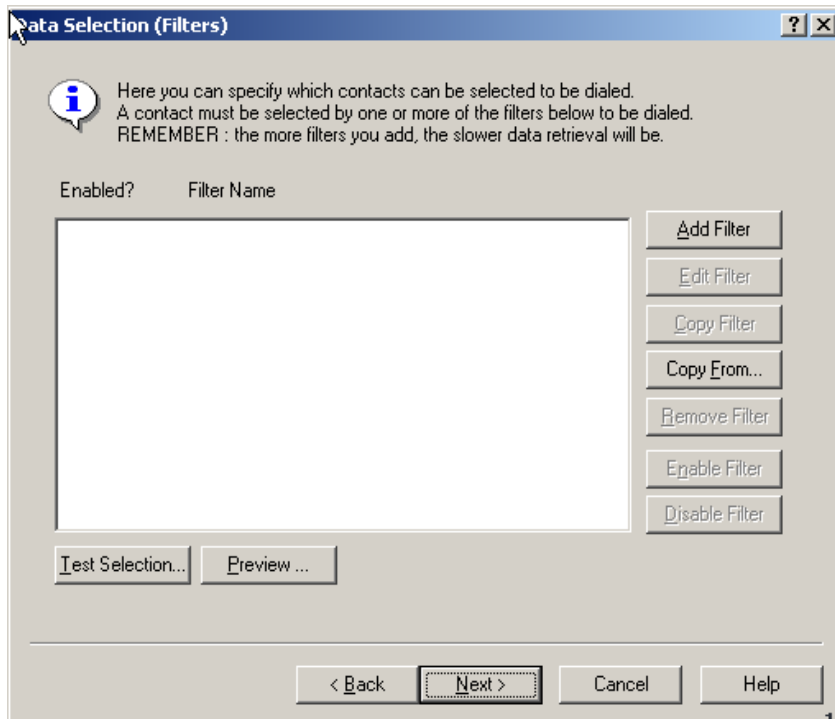 Data Selection (Filters)
Here you can specify which contacts can be selected to be dialed.
A contact must be selected by one or more of the filters below to be dialed.
REMEMBER : the more filters you add, the slower data retrieval will be.
Enabled? Filter Name
Add Filter
Edit Filter
Copy Filter
Copy From...
Remove Filter
Enable Filter
Disable Filter
Test Selection... Preview ...
< Back Next > Cancel Help